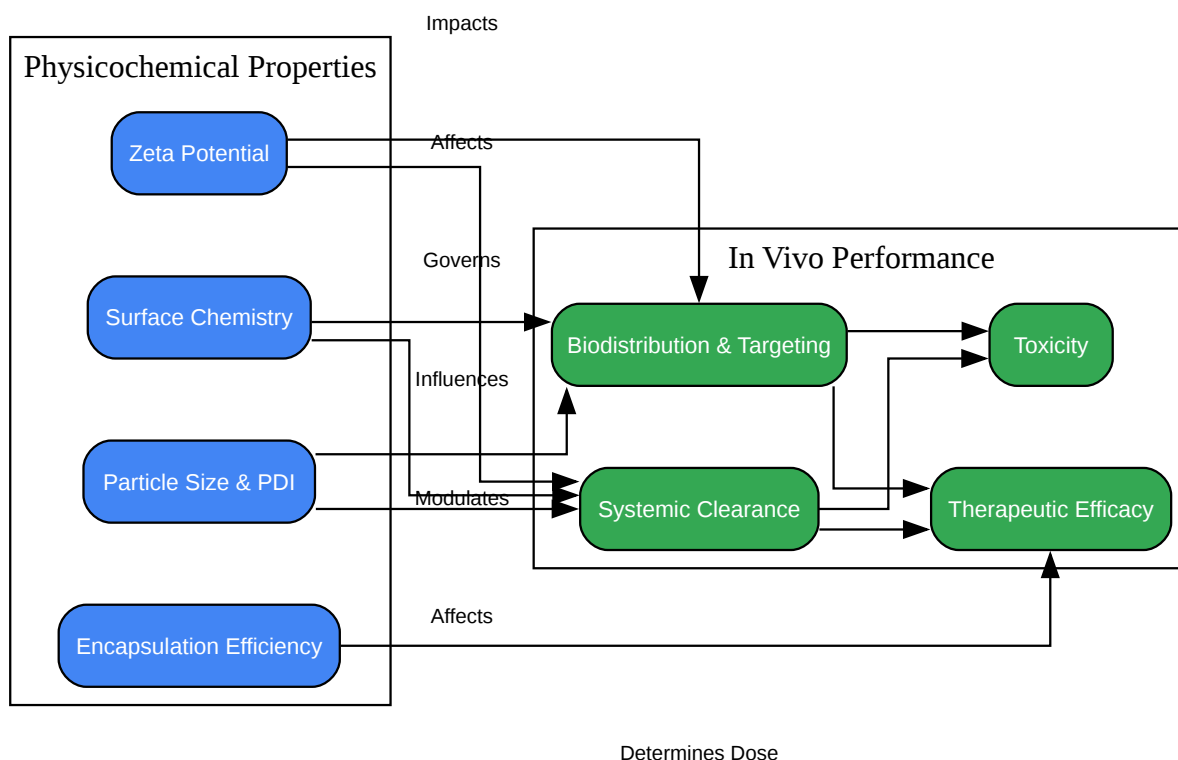 Impacts
Physicochemical Properties
Zeta Potential
Affects
Governs
In Vivo Performance
Surface Chemistry
Biodistribution & Targeting
Toxicity
Influences
Particle Size & PDI
Modulates
Systemic Clearance
Therapeutic Efficacy
Affects
Encapsulation Efficiency
Determines Dose